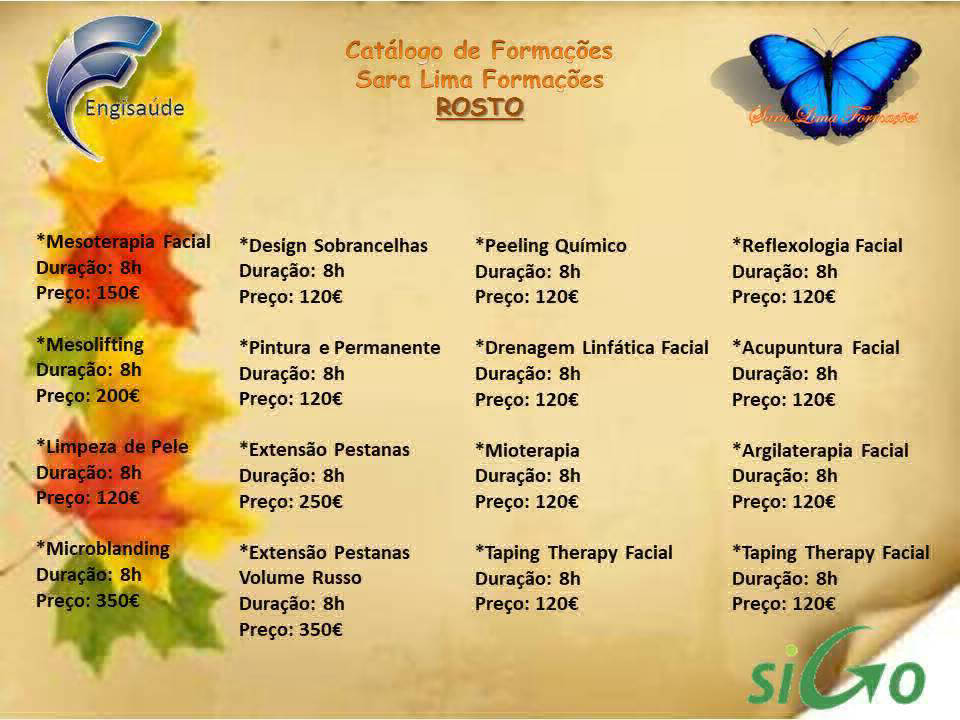 Engisaúde
Catálogo de Formações
Sara Lima Formações
ROSTO
Sara Lima Formações
*Mesoterapia Facial
Duração: 8h
Preço: 150€
*Mesolifting
Duração: 8h
Preço: 200€
*Limpeza de Pele
Duração: 8h
Preço: 120€
*Microblanding
Duração: 8h
Preço: 350€
*Design Sobrancelhas
Duração: 8h
Preço: 120€
*Pintura e Permanente
Duração: 8h
Preço: 120€
*Extensão Pestanas
Duração: 8h
Preço: 250€
*Extensão Pestanas
Volume Russo
Duração: 8h
Preço: 350€
*Peeling Químico
Duração: 8h
Preço: 120€
*Drenagem Linfática Facial
Duração: 8h
Preço: 120€
*Mioterapia
Duração: 8h
Preço: 120€
*Taping Therapy Facial
Duração: 8h
Preço: 120€
*Reflexologia Facial
Duração: 8h
Preço: 120€
*Acupuntura Facial
Duração: 8h
Preço: 120€
*Argilaterapia Facial
Duração: 8h
Preço: 120€
*Taping Therapy Facial
Duração: 8h
Preço: 120€
siGo